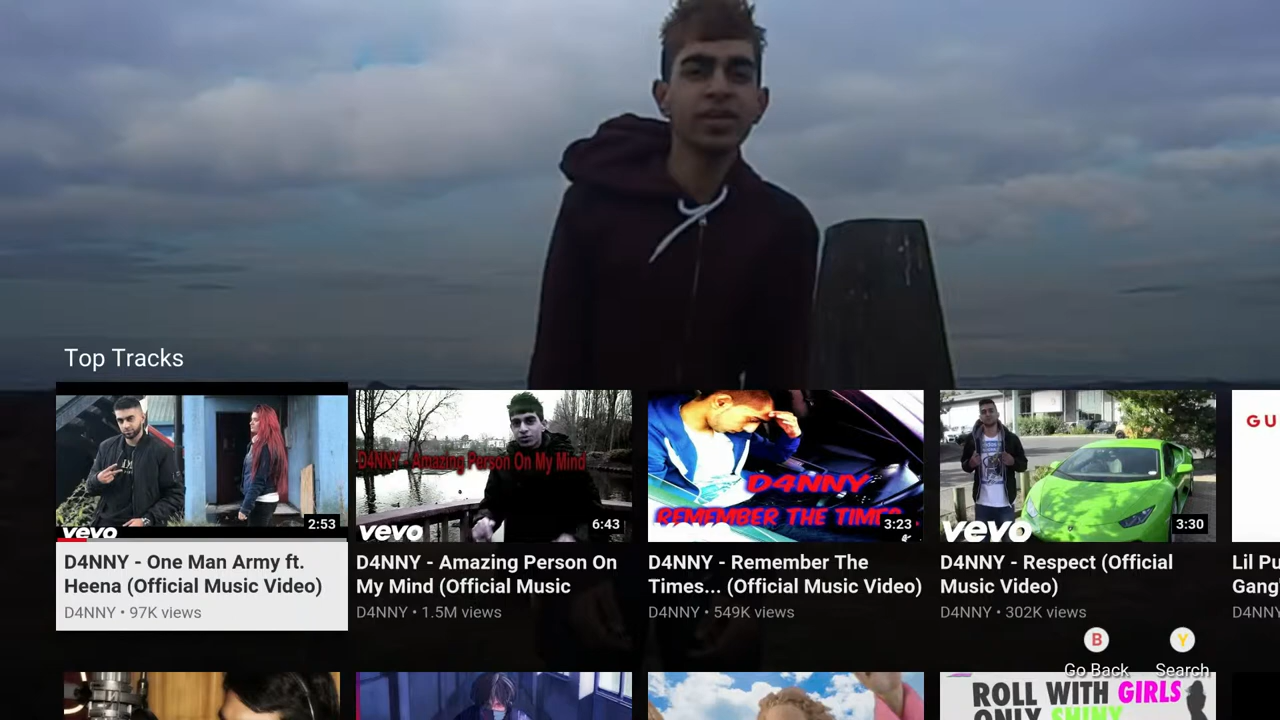 Top Tracks
vevo
2:53
D4NNY - Amazing Person On My Mind
vevo
6:43
D4NNY
REMEMBER THE TIMES
3:23
vevo
3:30
GU
D4NNY - One Man Army ft.
Heena (Official Music Video)
D4NNY • 97K views
D4NNY - Amazing Person On
My Mind (Official Music
D4NNY • 1.5M views
D4NNY - Remember The
Times... (Official Music Video)
D4NNY • 549K views
D4NNY - Respect (Official
Music Video)
D4NNY • 302K views
Lil Pu
Gang
D4NNY
B
Go Back
Y
Search
ROLL WITH GIRLS
ONLY SHINY